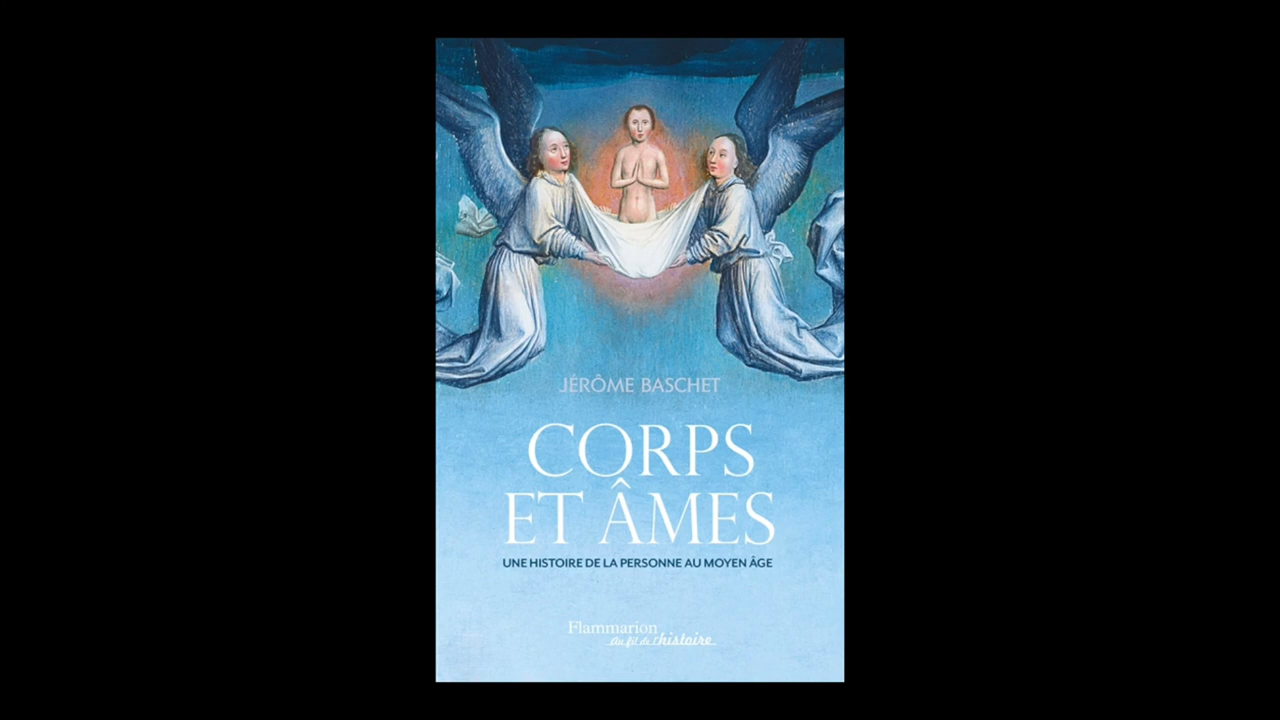 JÉRÔME BASCHET
CORPS
ET ÂMES
UNE HISTOIRE DE LA PERSONNE AU MOYEN ÂGE
Flammarion
Au fil de l'histoire